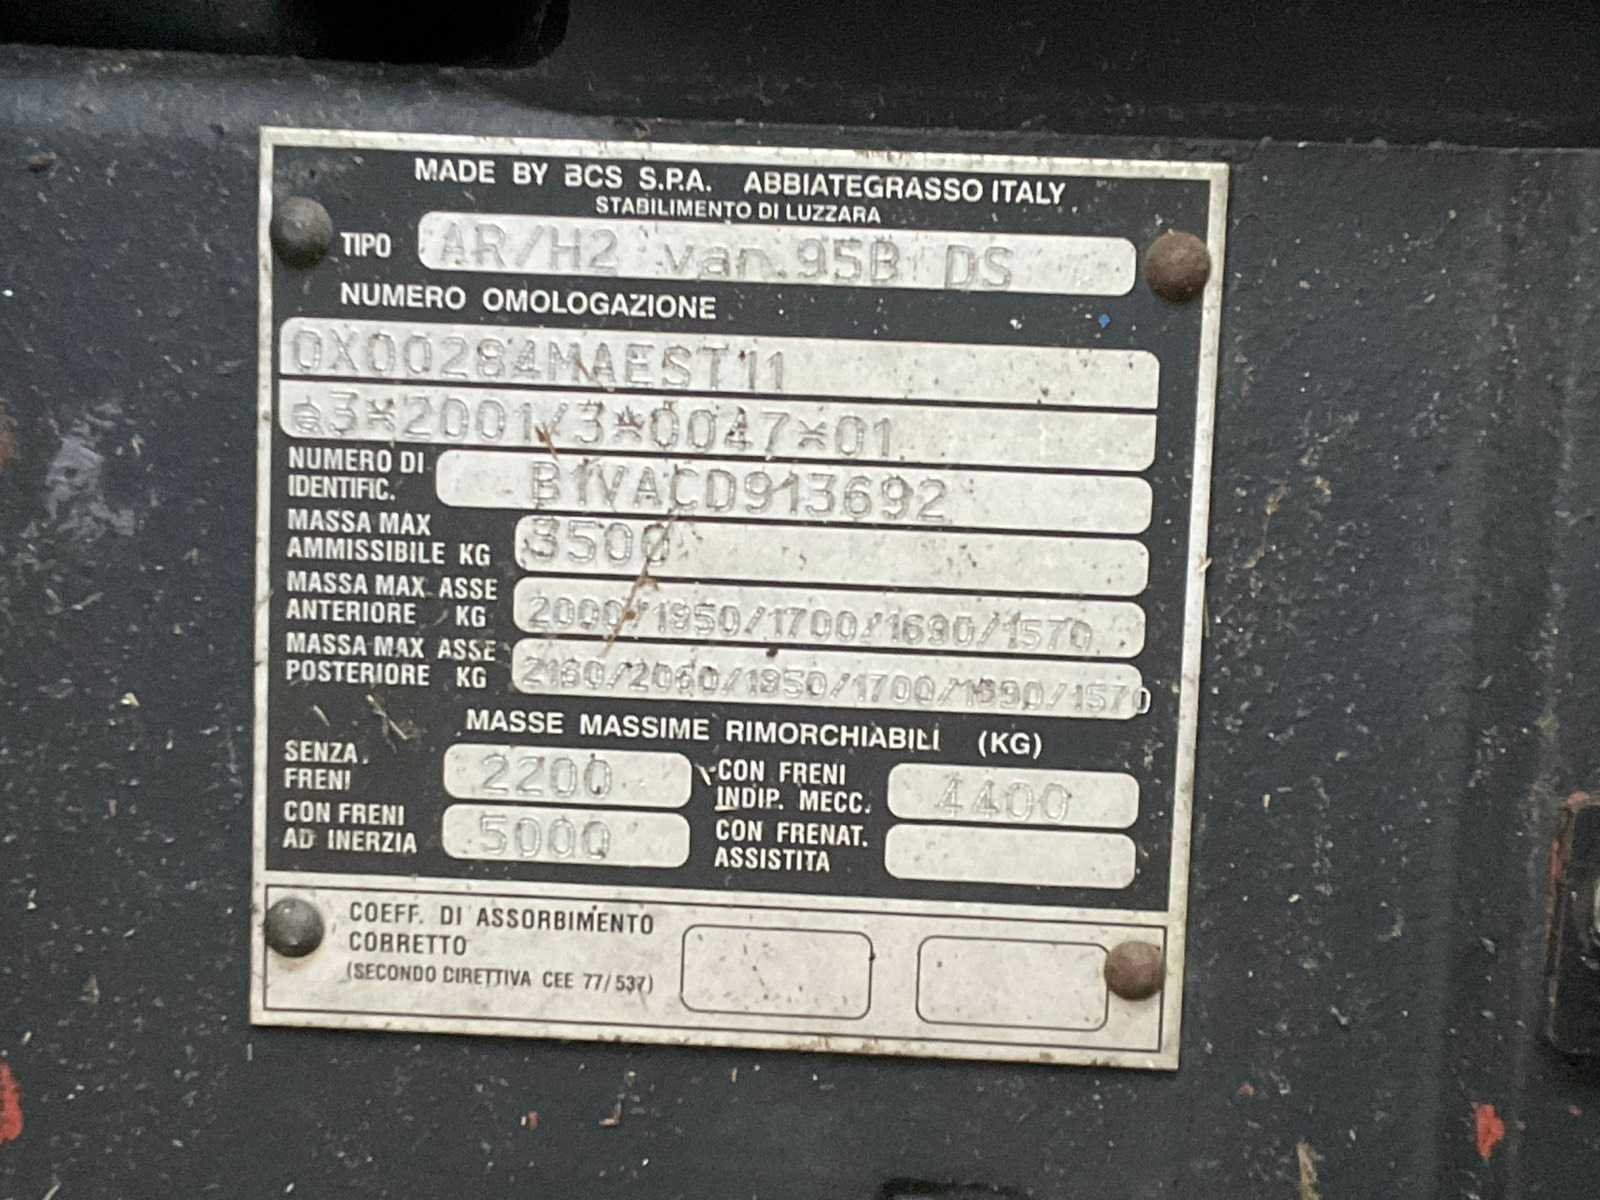 MADE BY BCS S.P.A. ABBIATEGRASSO ITALY
STABILIMENTO DI LUZZARA
TIPO AR/H2 var.95B DS
NUMERO OMOLOGAZIONE
OX00284MAEST11
e3*2001/3*0047*01
NUMERO DI IDENTIFIC. B1VACD913692
MASSA MAX AMMISSIBILE KG 3500
MASSA MAX ASSE ANTERIORE KG 2000/1950/1700/1690/1570
MASSA MAX ASSE POSTERIORE KG 2160/2060/1950/1700/1690/1570
MASSE MASSIME RIMORCHIABILI (KG)
SENZA FRENI 2200 CON FRENI INDIP. MECC. 4400
CON FRENI AD INERZIA 5000 CON FRENAT. ASSISTITA
COEFF. DI ASSORBIMENTO
CORRETTO
(SECONDO DIRETTIVA CEE 77/537)